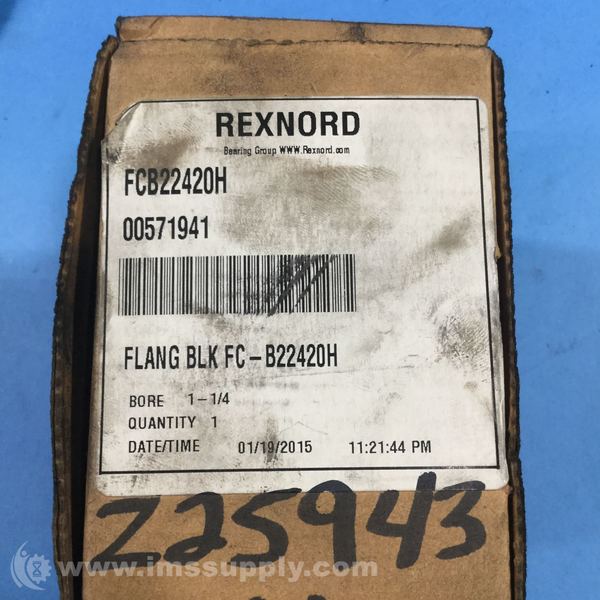 REXNORD
Bearing Group WWW.Rexnord.com
FCB22420H
00571941
FLANG BLK FC-B22420H
BORE 1-1/4
QUANTITY 1
DATE/TIME 01/19/2015 11:21:44 PM
Z25943
www.imssupply.com